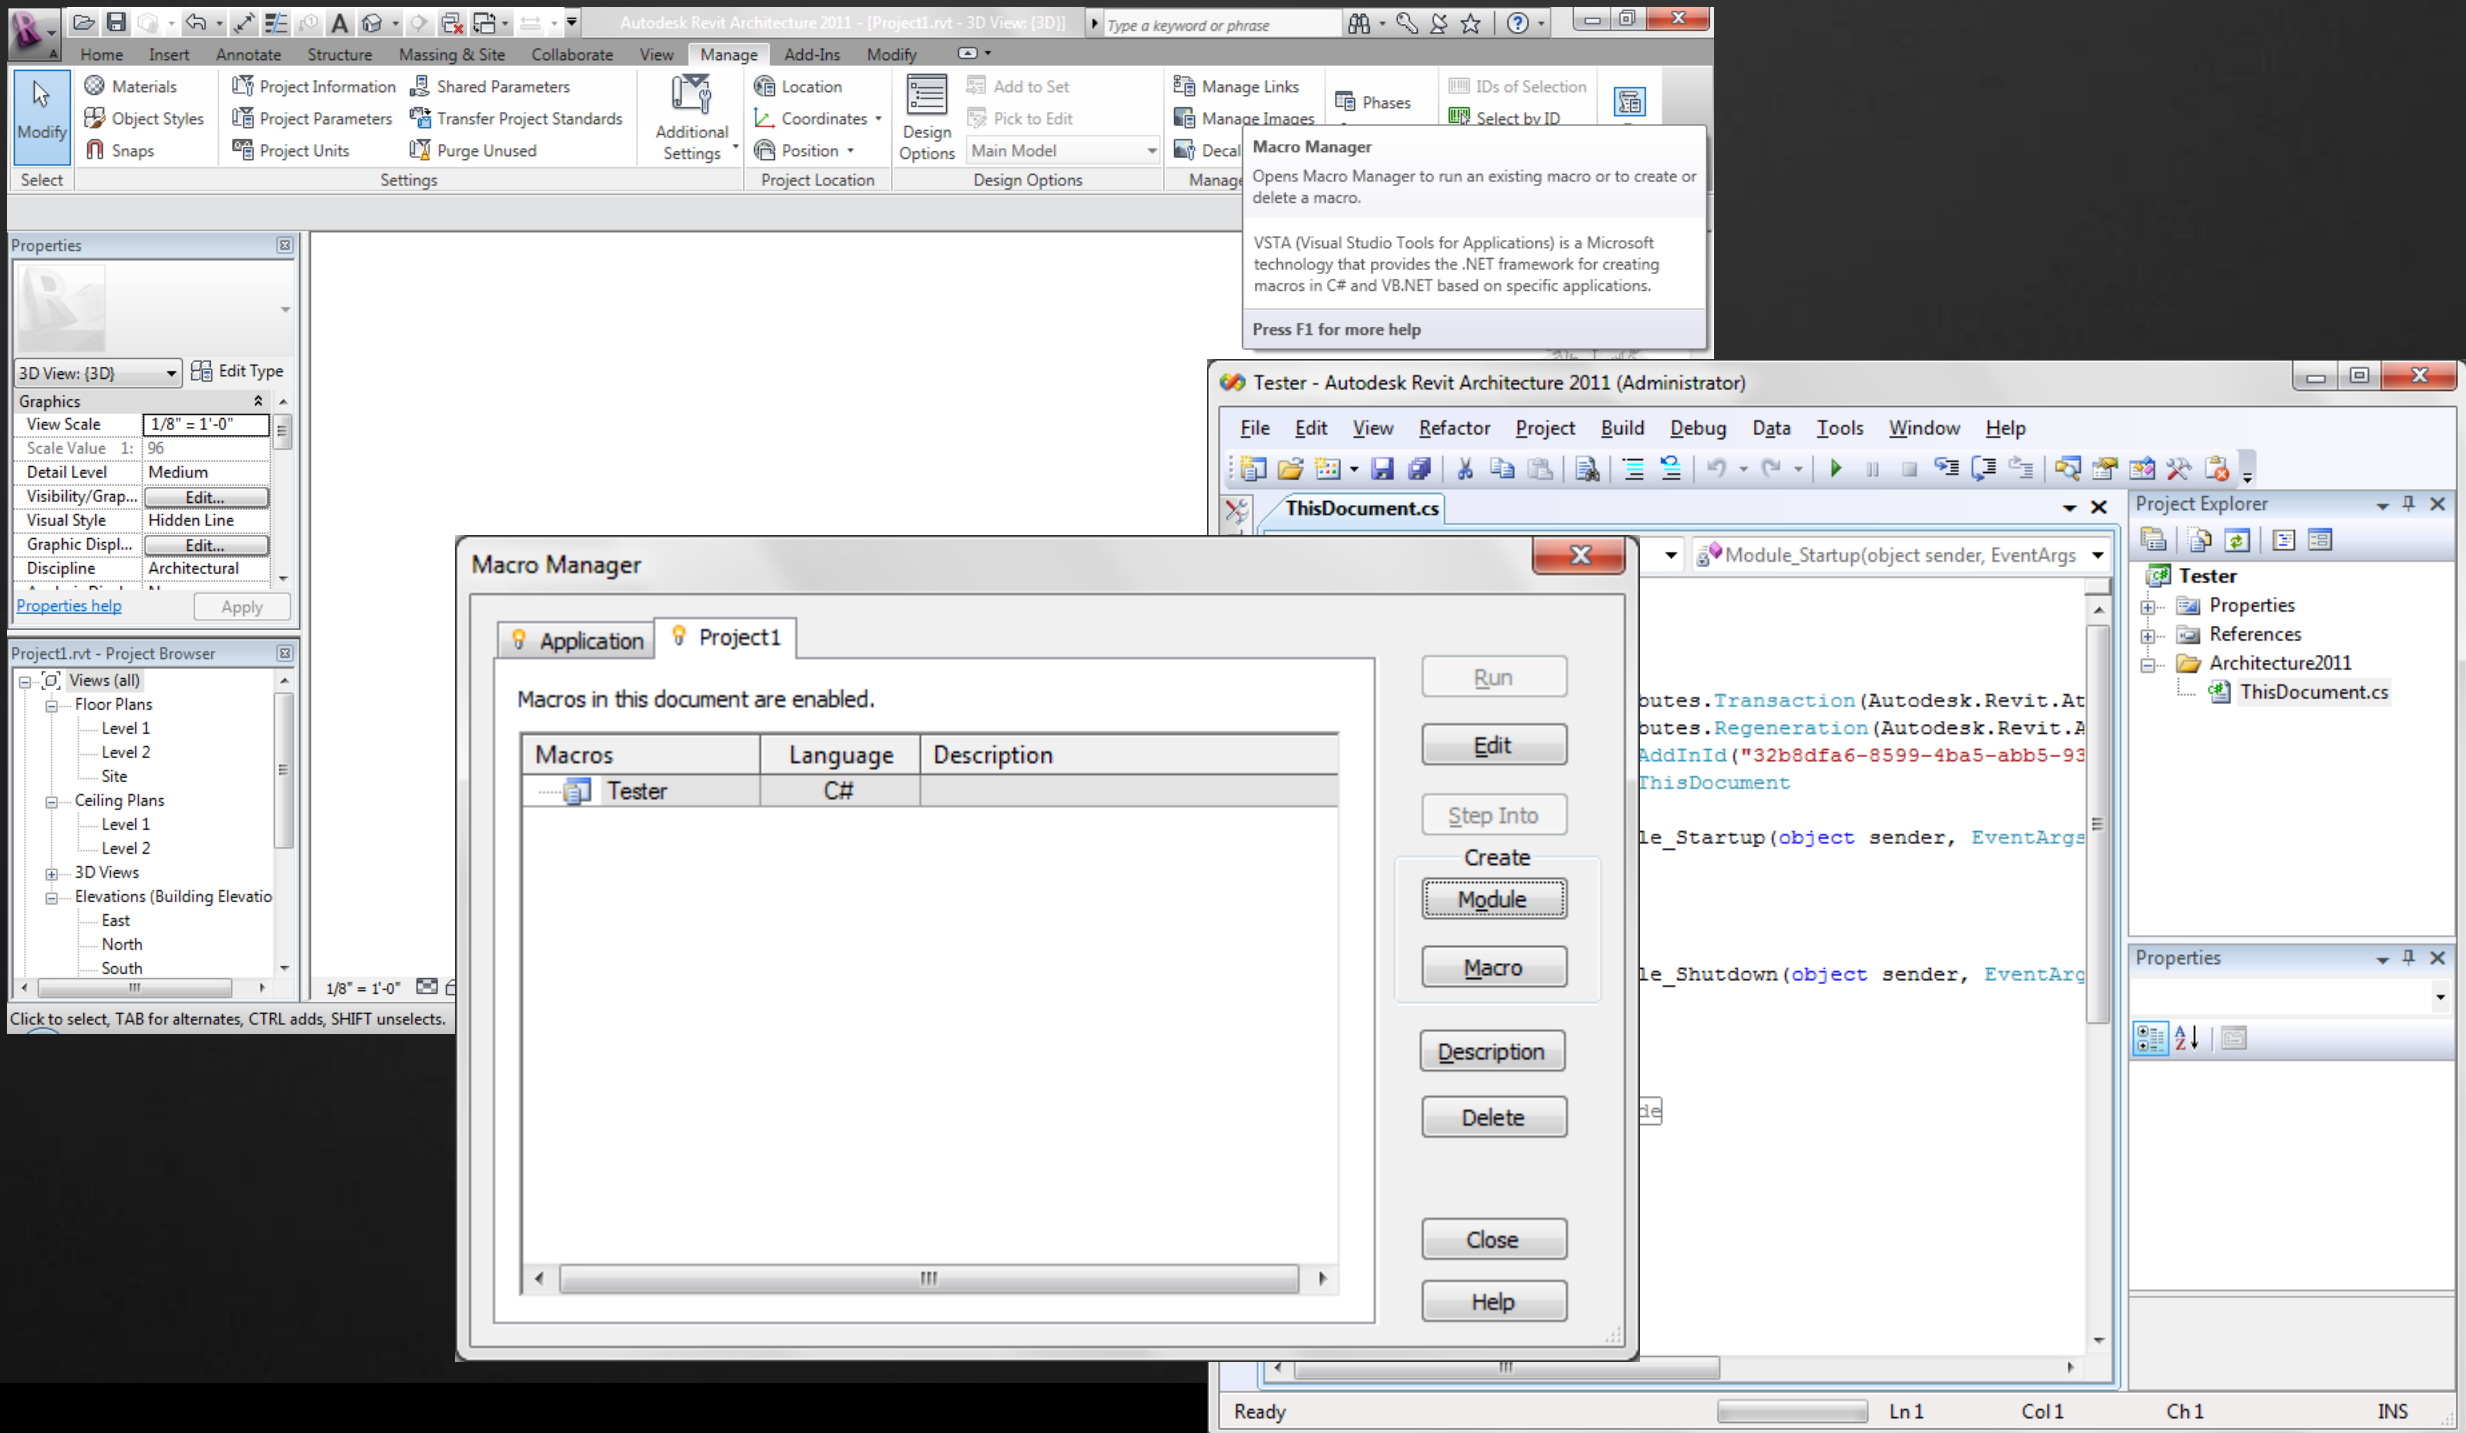 Autodesk Revit Architecture 2011 - [Project1.rvt - 3D View: {3D}]
Type a keyword or phrase
Home Insert Annotate Structure Massing & Site Collaborate View Manage Add-Ins Modify
Modify
Select
Materials
Object Styles
Snaps
Project Information
Project Parameters
Project Units
Shared Parameters
Transfer Project Standards
Purge Unused
Settings
Additional
Settings
Location
Coordinates
Position
Project Location
Design
Options
Add to Set
Pick to Edit
Main Model
Design Options
Manage Links
Manage Images
Decal
Manage
Phases
IDs of Selection
Select by ID
Macro Manager
Opens Macro Manager to run an existing macro or to create or
delete a macro.
VSTA (Visual Studio Tools for Applications) is a Microsoft
technology that provides the .NET framework for creating
macros in C# and VB.NET based on specific applications.
Press F1 for more help
Properties
3D View: {3D}
Edit Type
Graphics
View Scale 1/8" = 1'-0"
Scale Value 1: 96
Detail Level Medium
Visibility/Grap... Edit...
Visual Style Hidden Line
Graphic Displ... Edit...
Discipline Architectural
Properties help
Apply
Project1.rvt - Project Browser
Views (all)
Floor Plans
Level 1
Level 2
Site
Ceiling Plans
Level 1
Level 2
3D Views
Elevations (Building Elevatio
East
North
South
1/8" = 1'-0"
Click to select, TAB for alternates, CTRL adds, SHIFT unselects.
Macro Manager
Application
Project1
Macros in this document are enabled.
Macros Language Description
Tester C#
Run
Edit
Step Into
Create
Module
Macro
Description
Delete
Close
Help
Tester - Autodesk Revit Architecture 2011 (Administrator)
File Edit View Refactor Project Build Debug Data Tools Window Help
ThisDocument.cs
Module_Startup(object sender, EventArgs
butes.Transaction(Autodesk.Revit.At
butes.Regeneration(Autodesk.Revit.A
AddInId("32b8dfa6-8599-4ba5-abb5-93
ThisDocument
le_Startup(object sender, EventArgs
le_Shutdown(object sender, EventArg
de
Project Explorer
Tester
Properties
References
Architecture2011
ThisDocument.cs
Properties
Ready
Ln 1
Col 1
Ch 1
INS